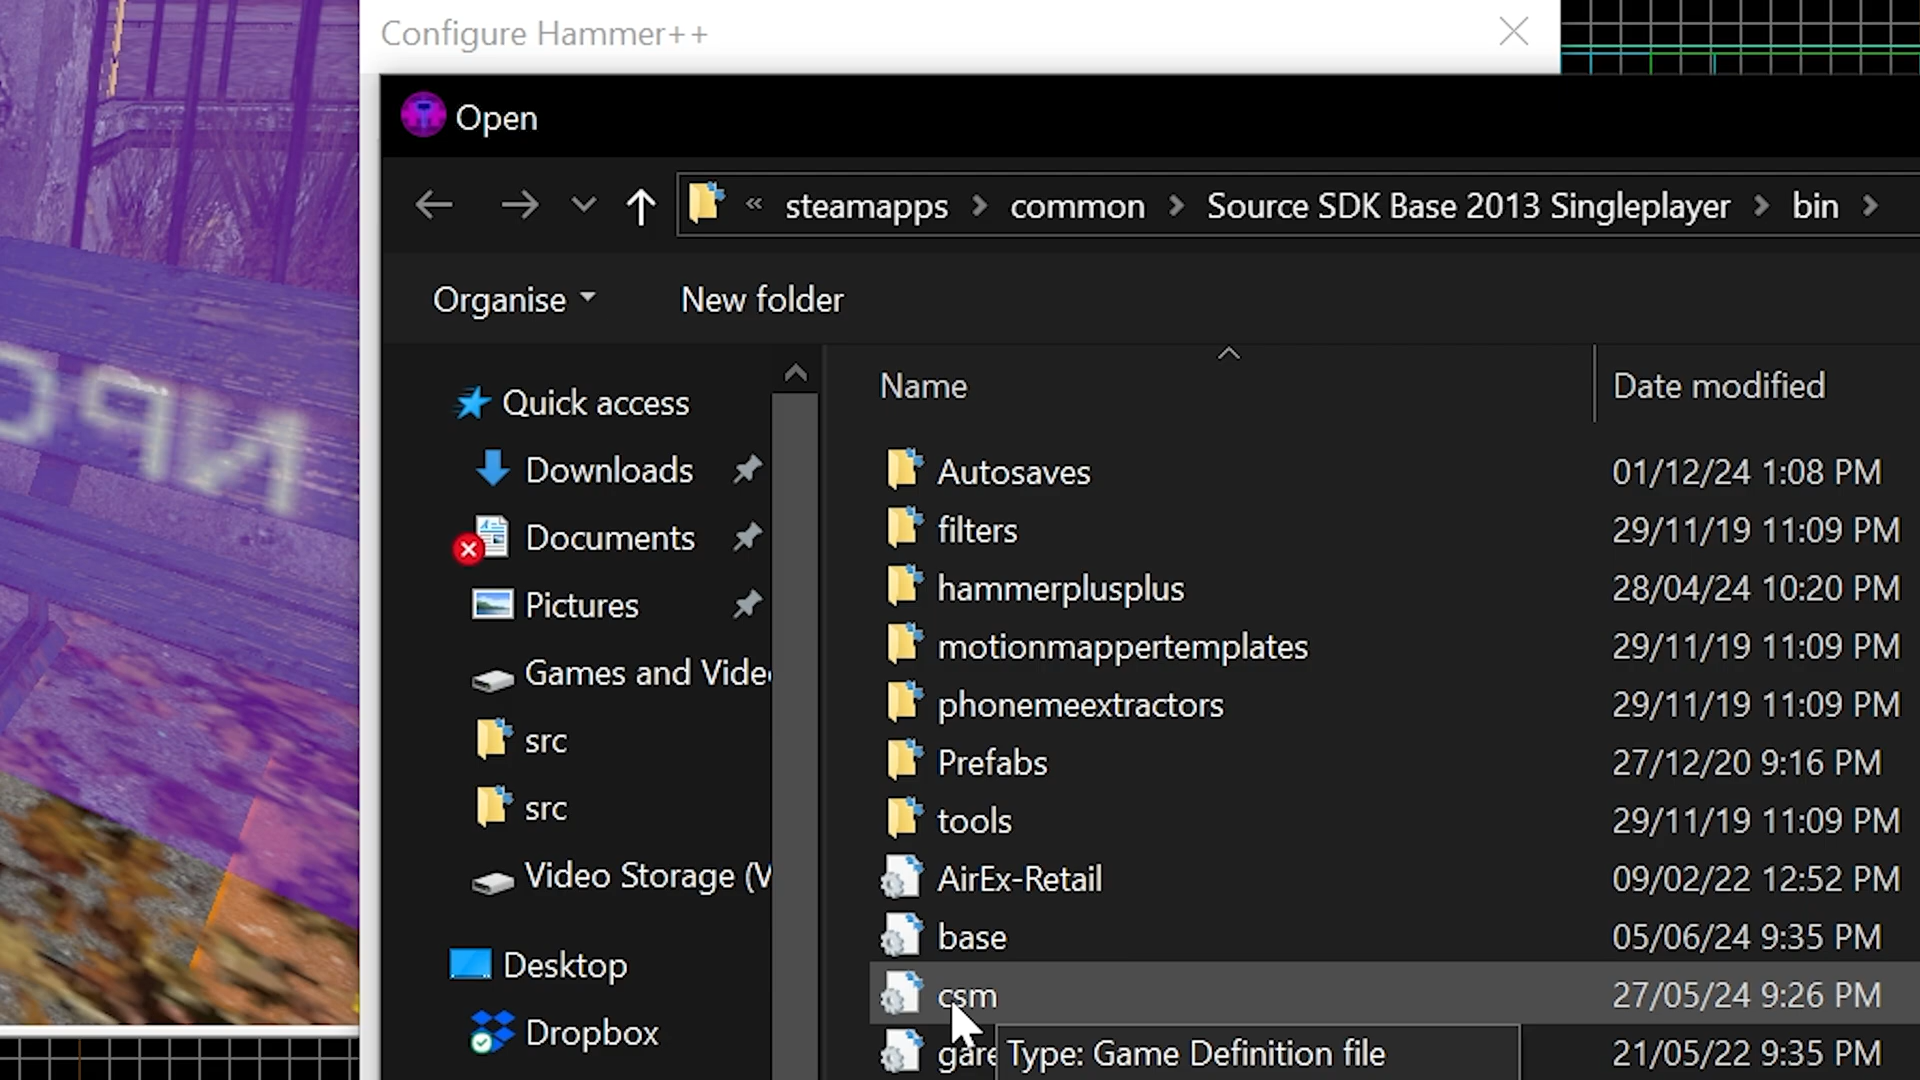 Configure Hammer++
Open
« steamapps > common > Source SDK Base 2013 Singleplayer > bin >
Organise
New folder
Name
Date modified
Quick access
Downloads
Documents
Pictures
Games and Vide
src
src
Video Storage (V
Desktop
Dropbox
Autosaves 01/12/24 1:08 PM
filters 29/11/19 11:09 PM
hammerplusplus 28/04/24 10:20 PM
motionmappertemplates 29/11/19 11:09 PM
phonemeextractors 29/11/19 11:09 PM
Prefabs 27/12/20 9:16 PM
tools 29/11/19 11:09 PM
AirEx-Retail 09/02/22 12:52 PM
base 05/06/24 9:35 PM
csm 27/05/24 9:26 PM
gare 21/05/22 9:35 PM
Type: Game Definition file